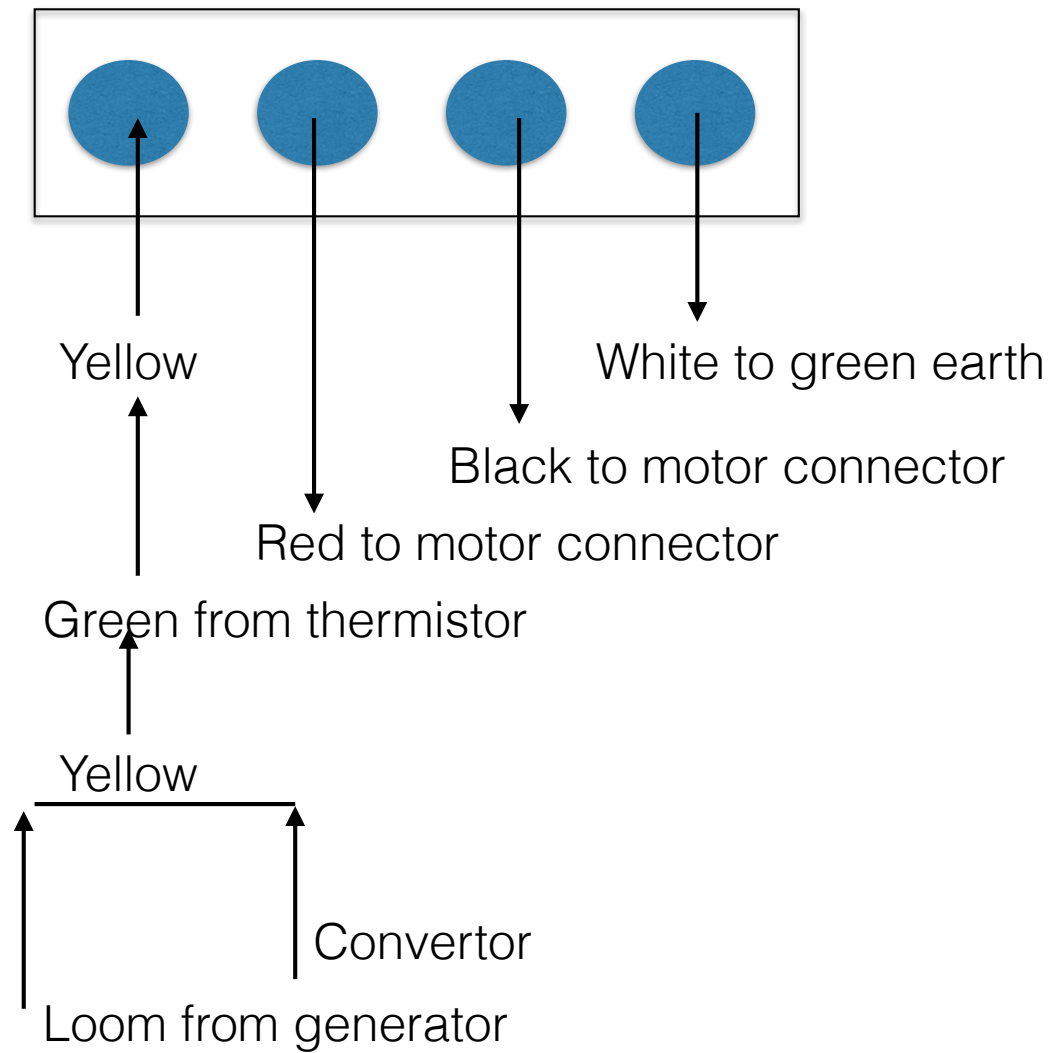 Yellow
White to green earth
Black to motor connector
Red to motor connector
Green from thermistor
Yellow
Convertor
Loom from generator